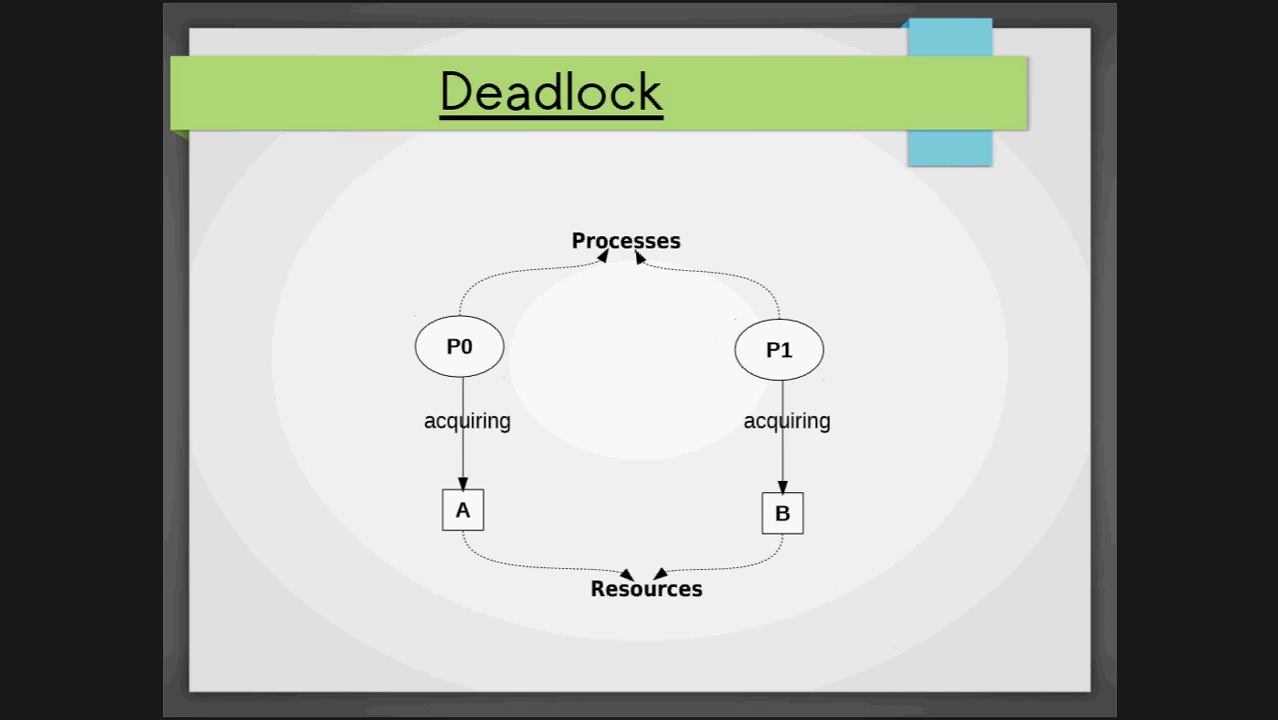 Deadlock
Processes
P0
P1
acquiring
acquiring
A
B
Resources